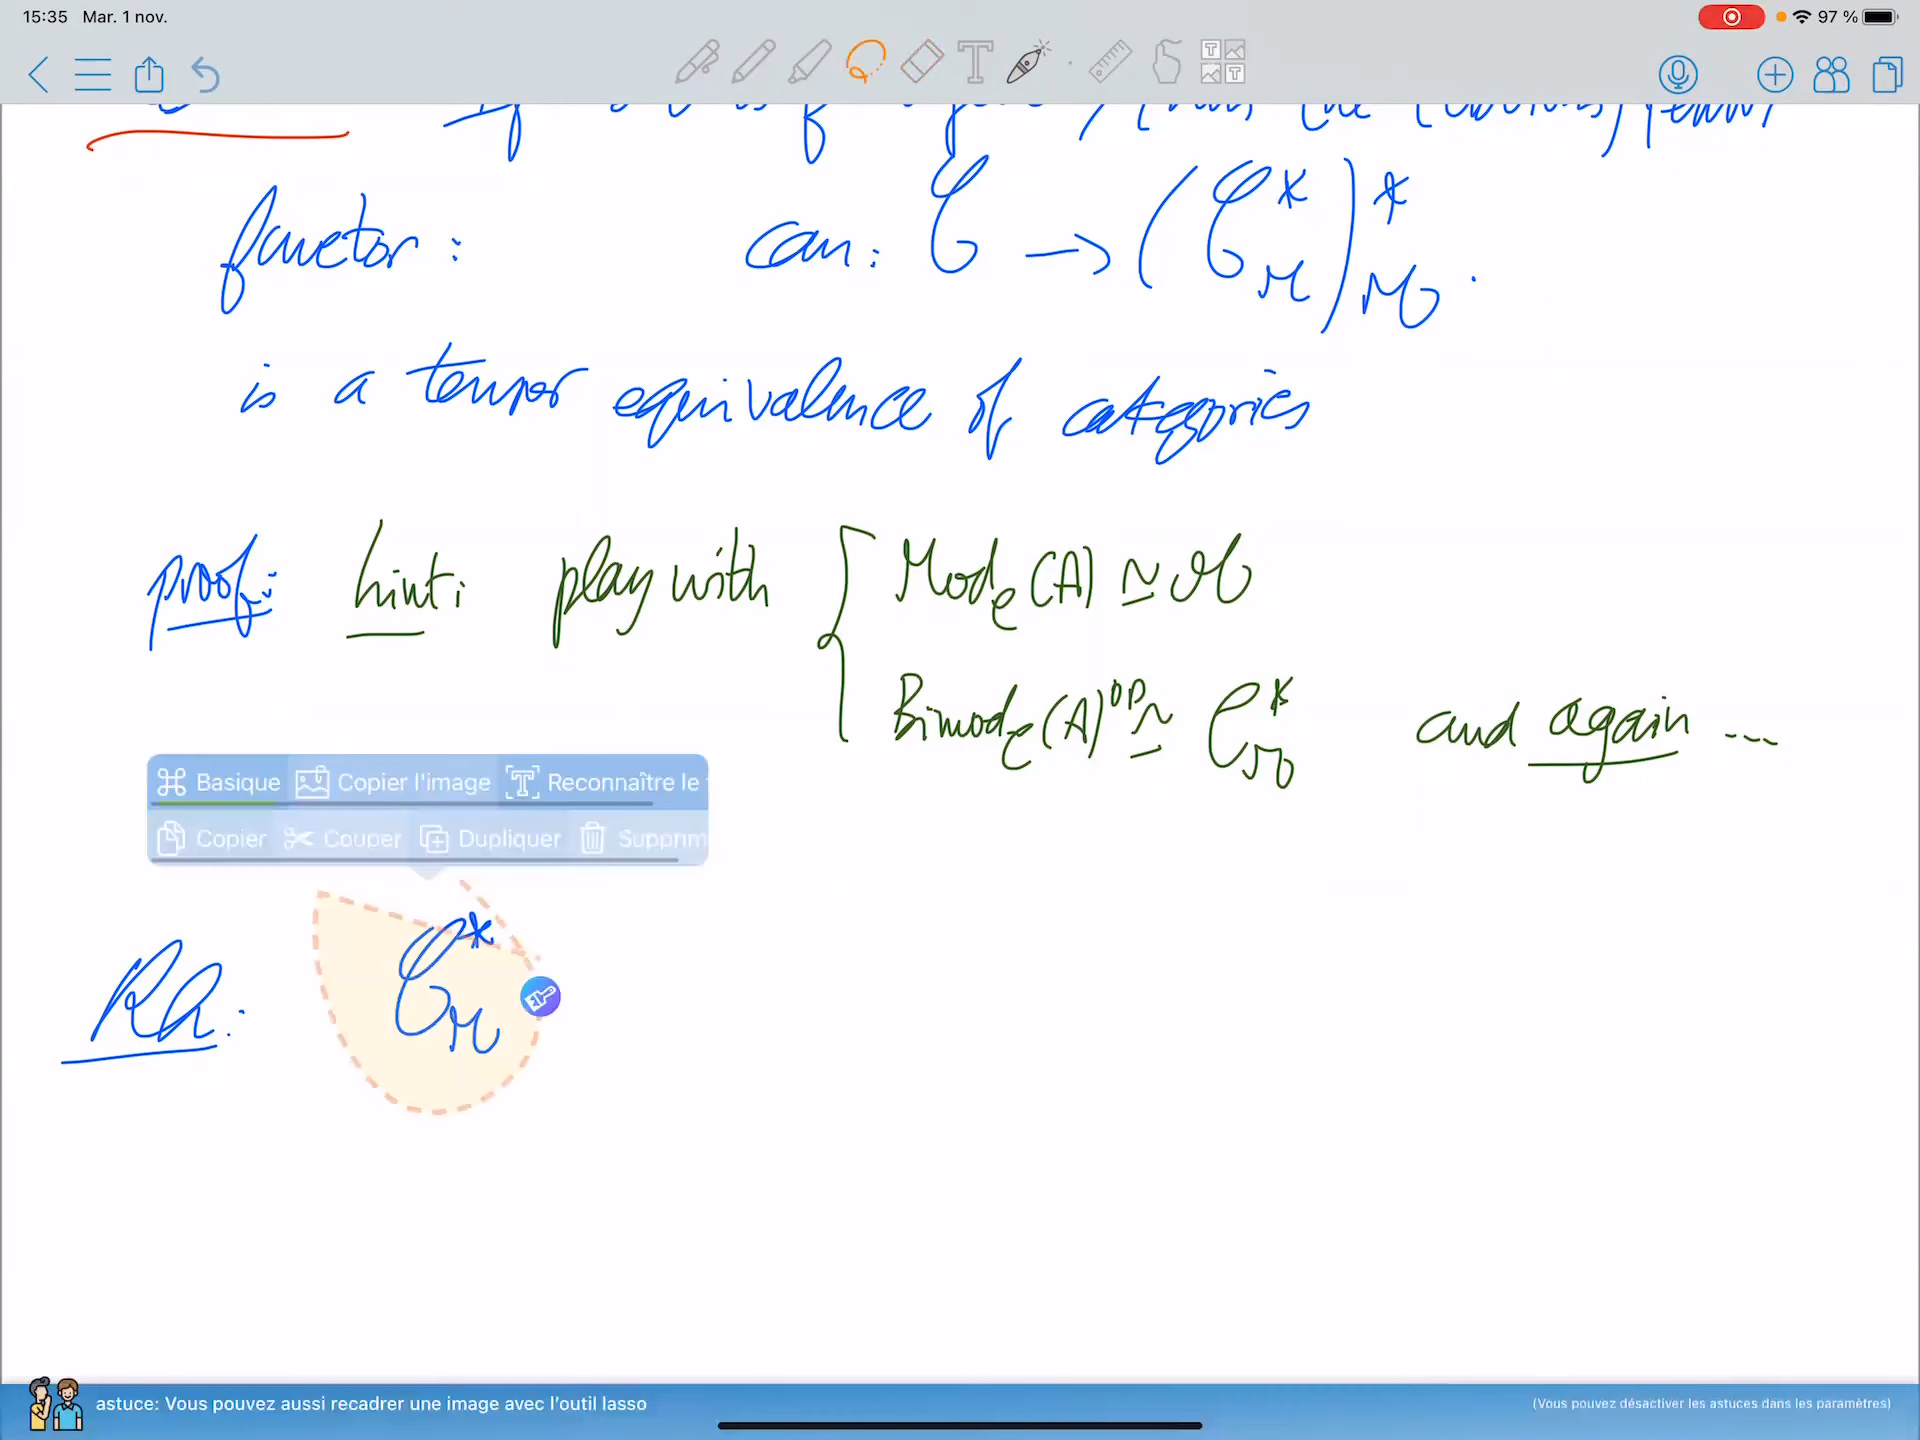 15:35 Mar. 1 nov. 97 %
If
factor: can: 𝒞 → (𝒞*_ℳ)*_ℳ.
is a tensor equivalence of categories
proof: hint: play with { Mod_𝒞(A) ≃ ℳ
Bimod_𝒞(A)^op ≃ 𝒞*_ℳ and again ...
Basique Copier l'image Reconnaître le
Copier Couper Dupliquer Supprim
Rk: 𝒞*_ℳ
astuce: Vous pouvez aussi recadrer une image avec l'outil lasso (Vous pouvez désactiver les astuces dans les paramètres)